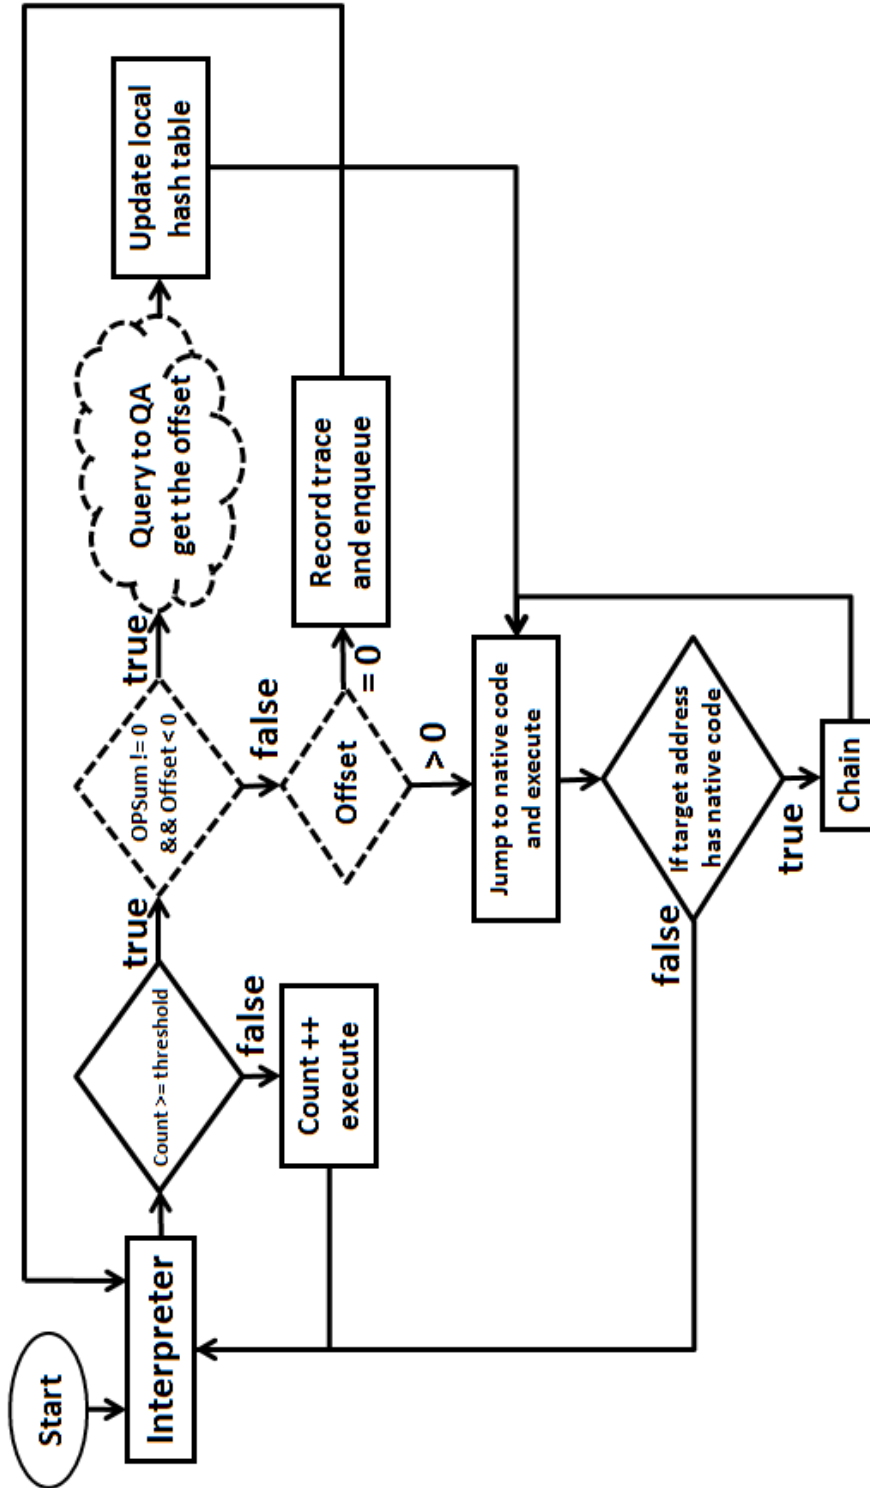 Start
Interpreter
Count >= threshold
true
false
Count ++
execute
OPSum != 0
&& Offset < 0
true
false
Query to QA
get the offset
Update local
hash table
Offset
= 0
> 0
Record trace
and enqueue
Jump to native code
and execute
If target address
has native code
false
true
Chain